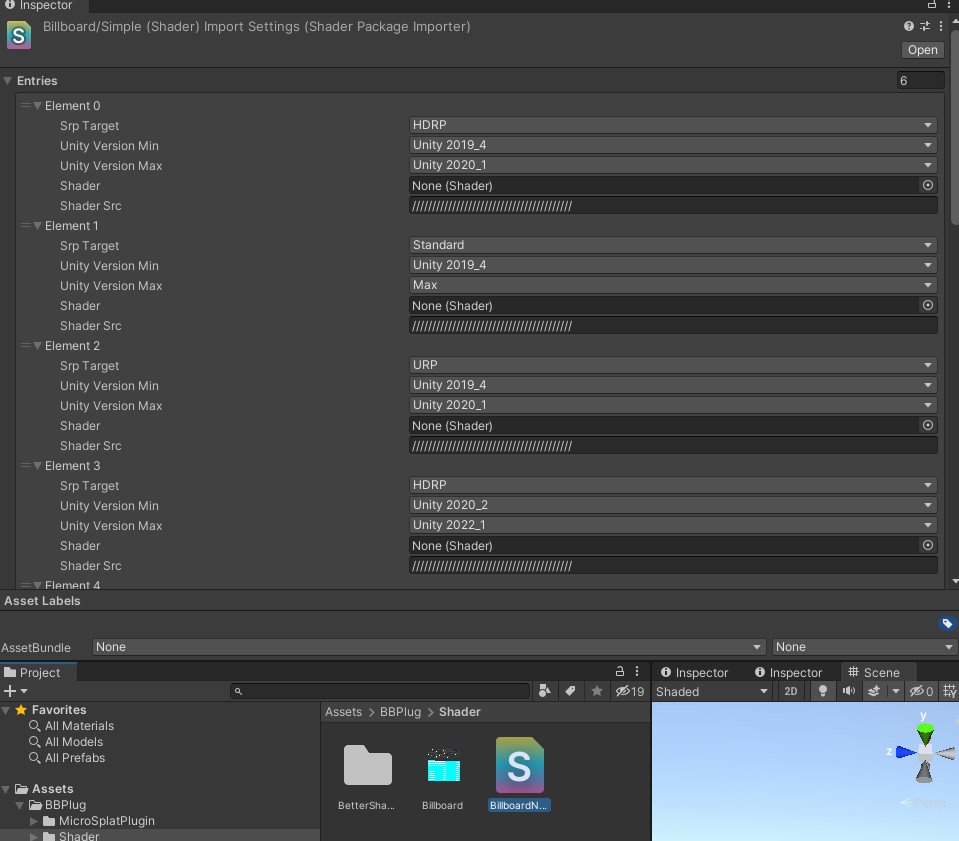 Inspector
Billboard/Simple (Shader) Import Settings (Shader Package Importer)
Open
Entries 6
Element 0
Srp Target HDRP
Unity Version Min Unity 2019_4
Unity Version Max Unity 2020_1
Shader None (Shader)
Shader Src ////////////////////////////////////////
Element 1
Srp Target Standard
Unity Version Min Unity 2019_4
Unity Version Max Max
Shader None (Shader)
Shader Src ////////////////////////////////////////
Element 2
Srp Target URP
Unity Version Min Unity 2019_4
Unity Version Max Unity 2020_1
Shader None (Shader)
Shader Src ////////////////////////////////////////
Element 3
Srp Target HDRP
Unity Version Min Unity 2020_2
Unity Version Max Unity 2022_1
Shader None (Shader)
Shader Src ////////////////////////////////////////
Element 4
Asset Labels
AssetBundle None None
Project
19
Favorites
All Materials
All Models
All Prefabs
Assets
BBPlug
MicroSplatPlugin
Shader
Assets > BBPlug > Shader
BetterSha...
Billboard
S
BillboardN...
Inspector Inspector Scene
Shaded 2D 0
y
z
Persp